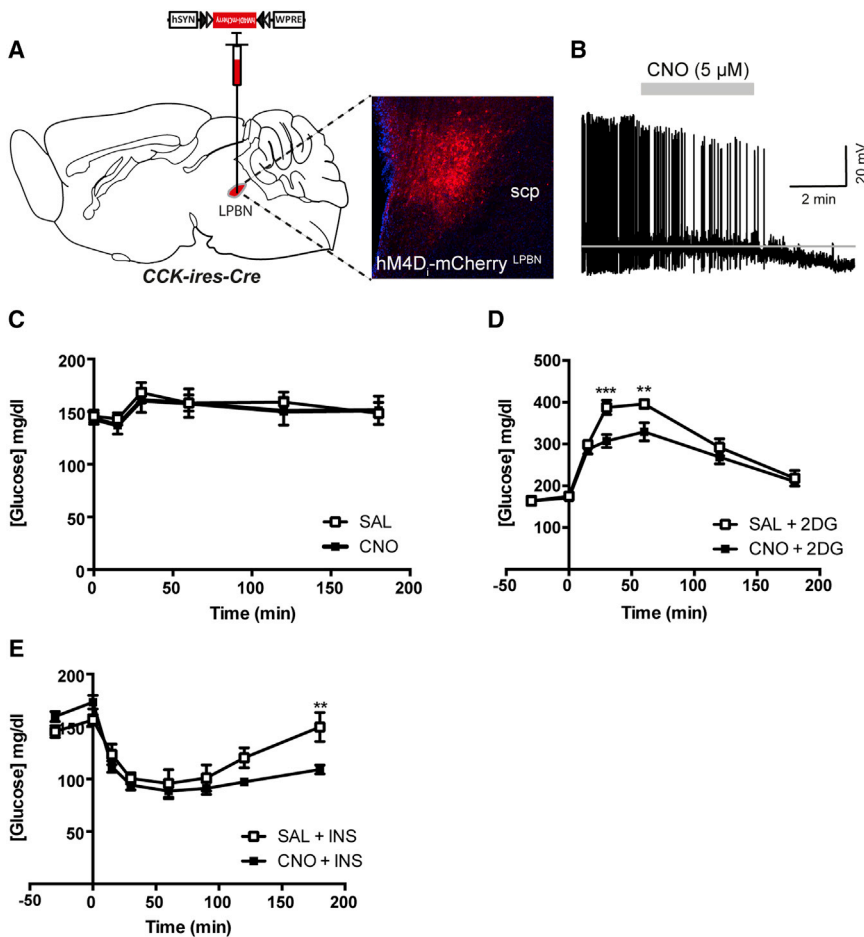 hSYN hM4Di-mCherry WPRE
A
LPBN
CCK-ires-Cre
scp
hM4Di-mCherry LPBN
B
CNO (5 µM)
20 mV
2 min
C
[Glucose] mg/dl
200
150
100
50
0
0 50 100 150 200
Time (min)
SAL
CNO
D
[Glucose] mg/dl
500
400
300
200
100
-50 0 50 100 150 200
Time (min)
*** **
SAL + 2DG
CNO + 2DG
E
[Glucose] mg/dl
200
150
100
50
-50 0 50 100 150 200
Time (min)
**
SAL + INS
CNO + INS